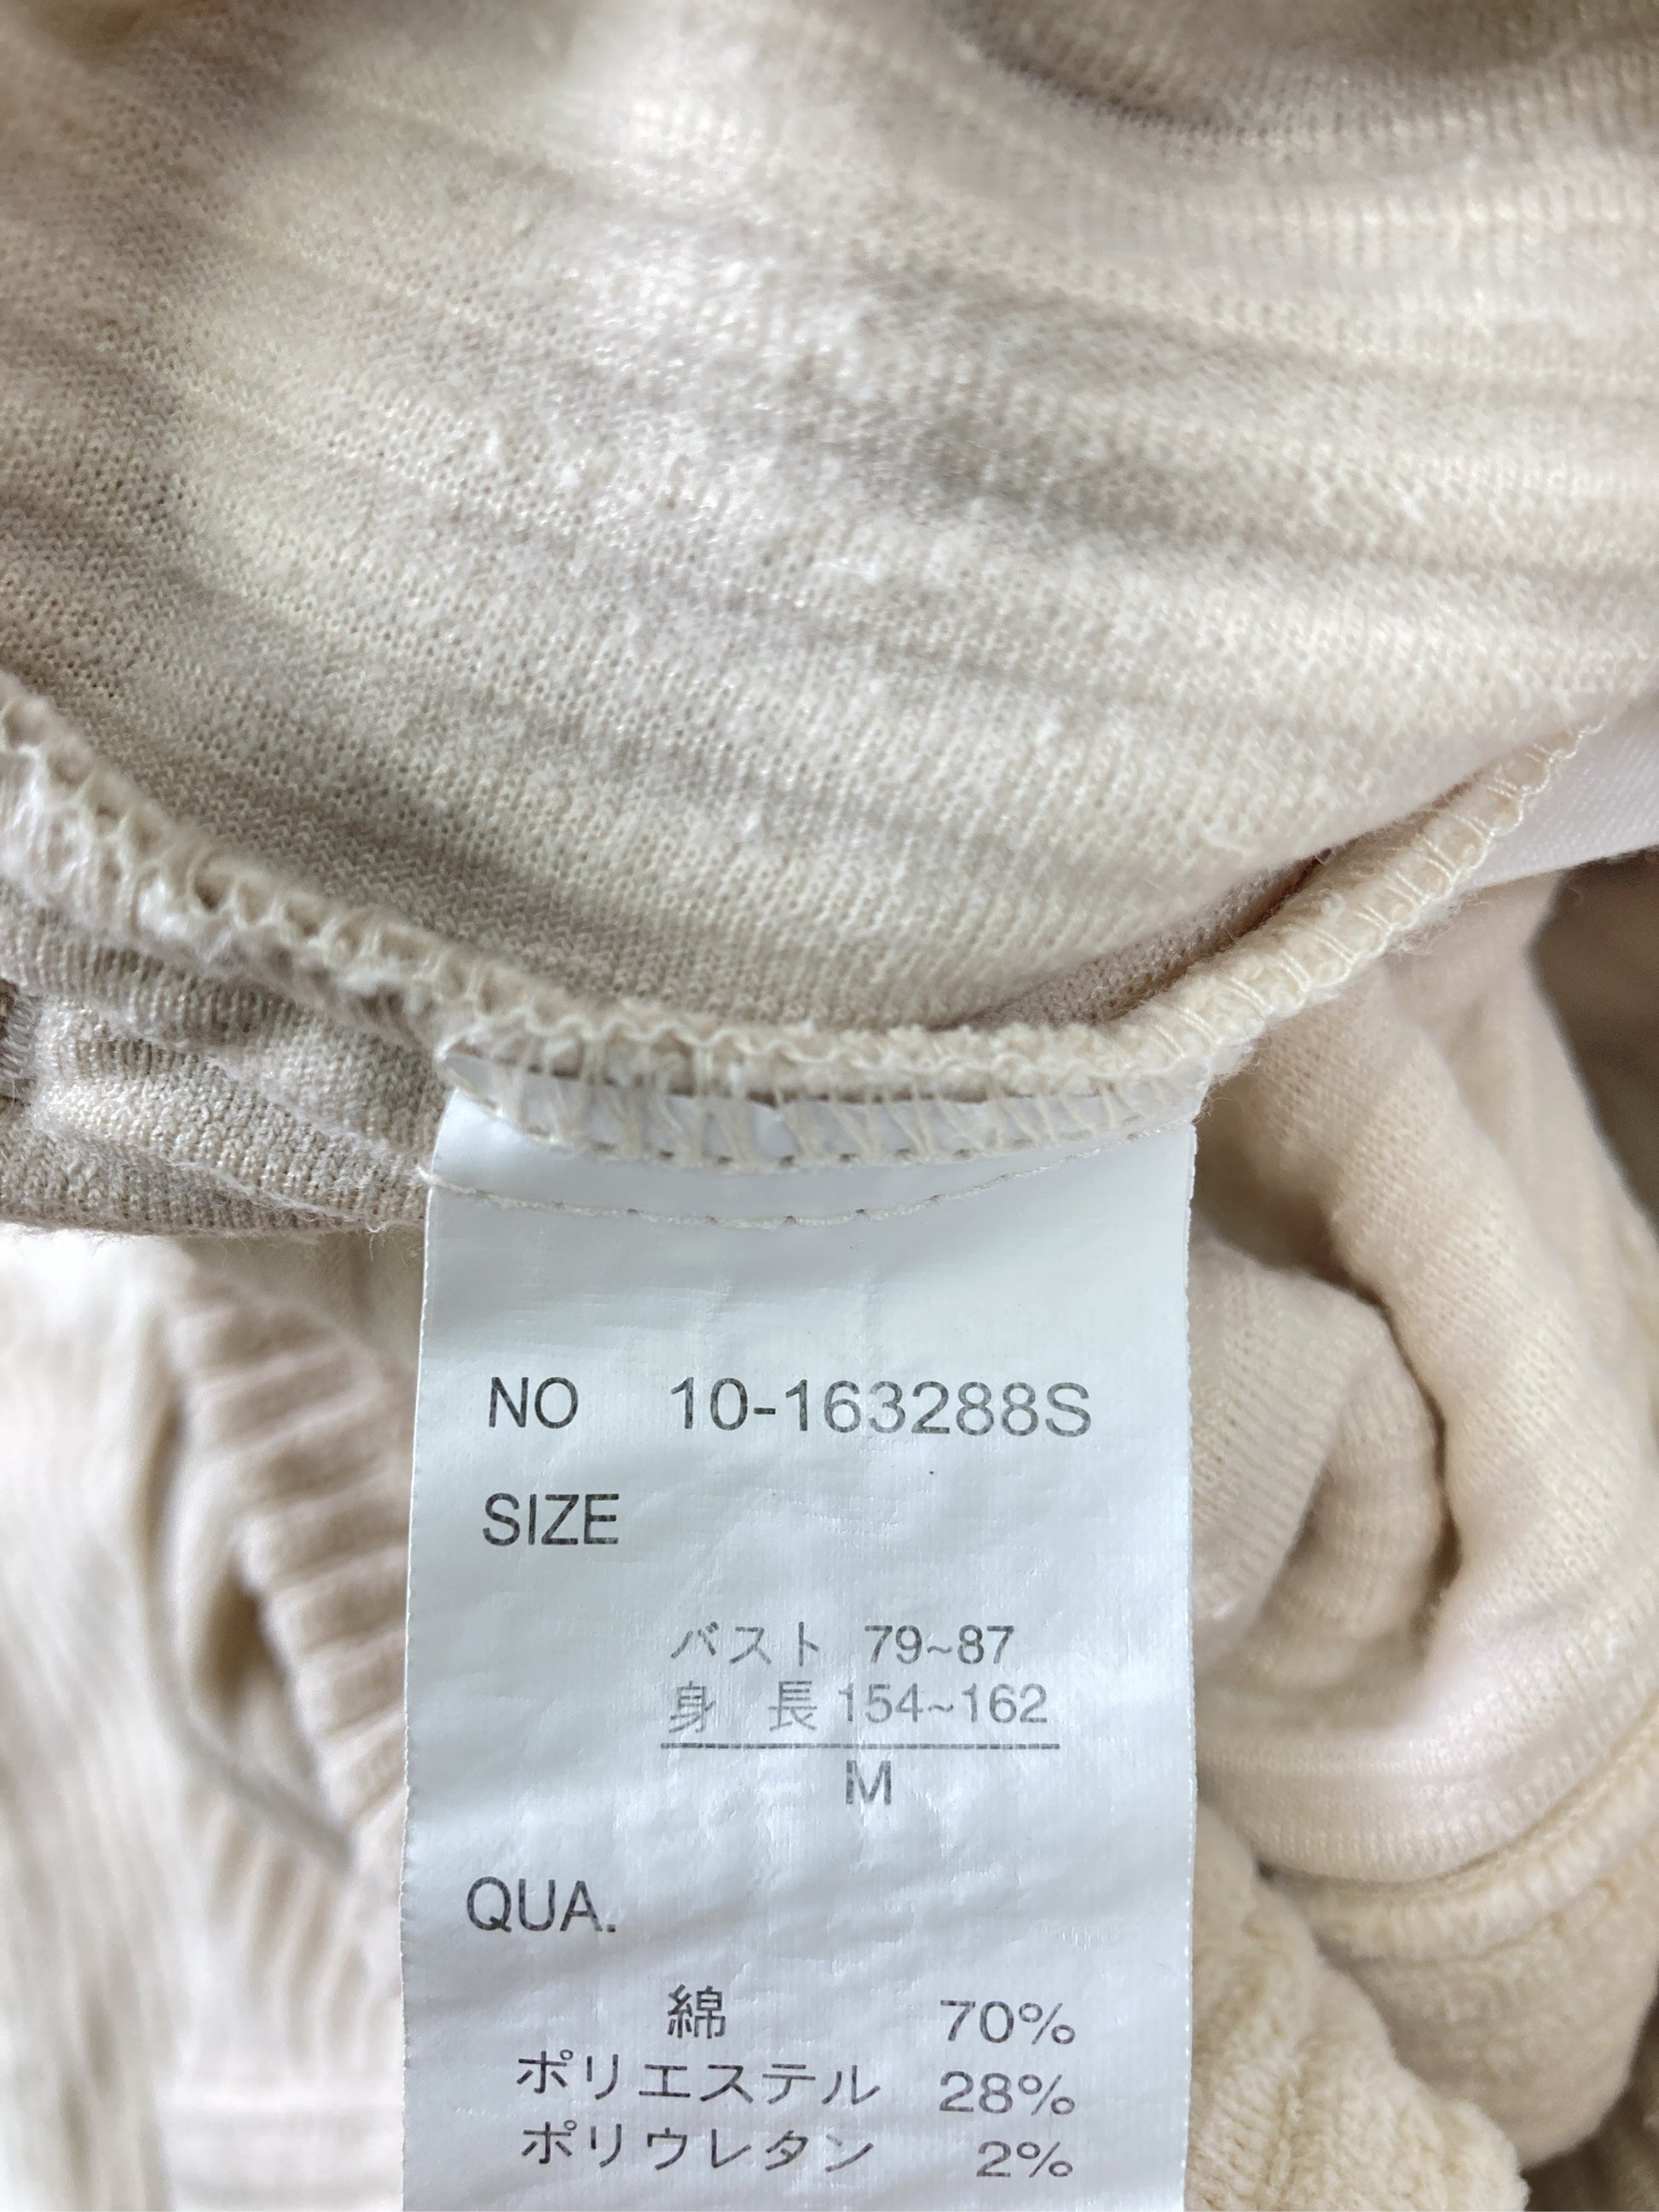 NO 10-163288S
SIZE
バスト 79~87
身 長 154~162
M
QUA.
綿 70%
ポリエステル 28%
ポリウレタン 2%